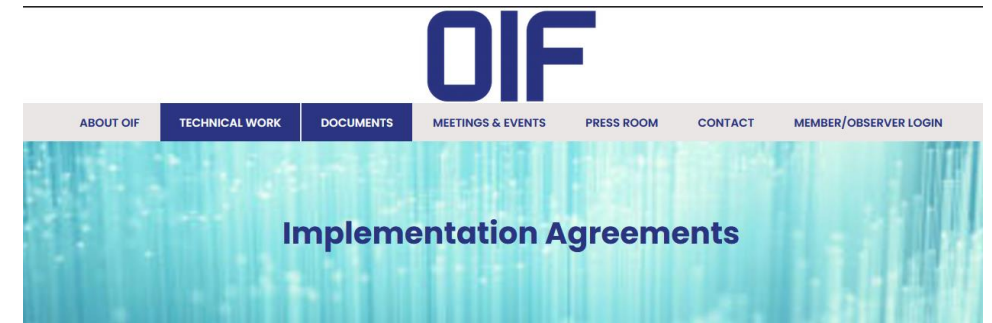 OIF
ABOUT OIF TECHNICAL WORK DOCUMENTS MEETINGS & EVENTS PRESS ROOM CONTACT MEMBER/OBSERVER LOGIN
Implementation Agreements